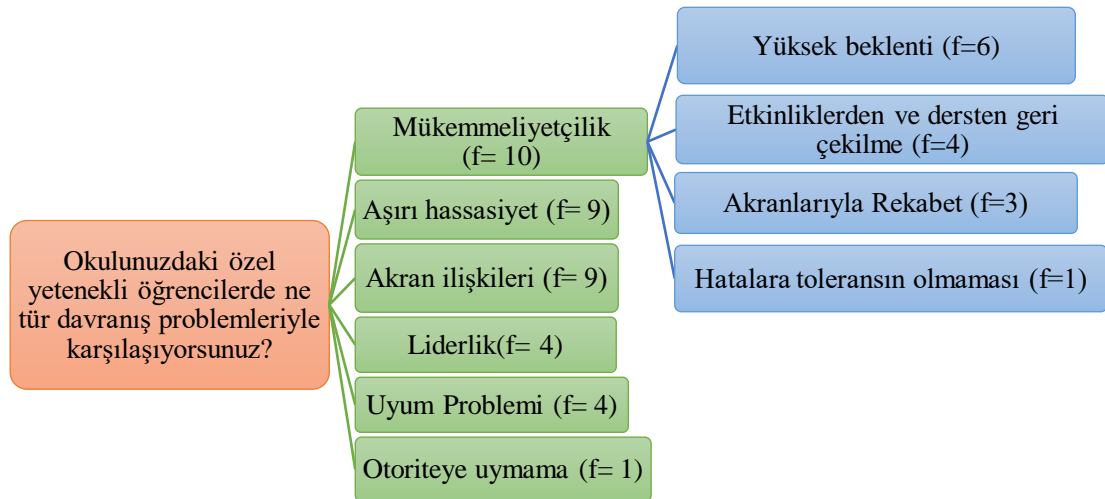 Okulunuzdaki özel
yetenekli öğrencilerde ne
tür davranış problemleriyle
karşılaşıyorsunuz?
Mükemmeliyetçilik
(f= 10)
Aşırı hassasiyet (f= 9)
Akran ilişkileri (f= 9)
Liderlik(f= 4)
Uyum Problemi (f= 4)
Otoriteye uymama (f= 1)
Yüksek beklenti (f=6)
Etkinliklerden ve dersten geri
çekilme (f=4)
Akranlarıyla Rekabet (f=3)
Hatalara toleransın olmaması (f=1)